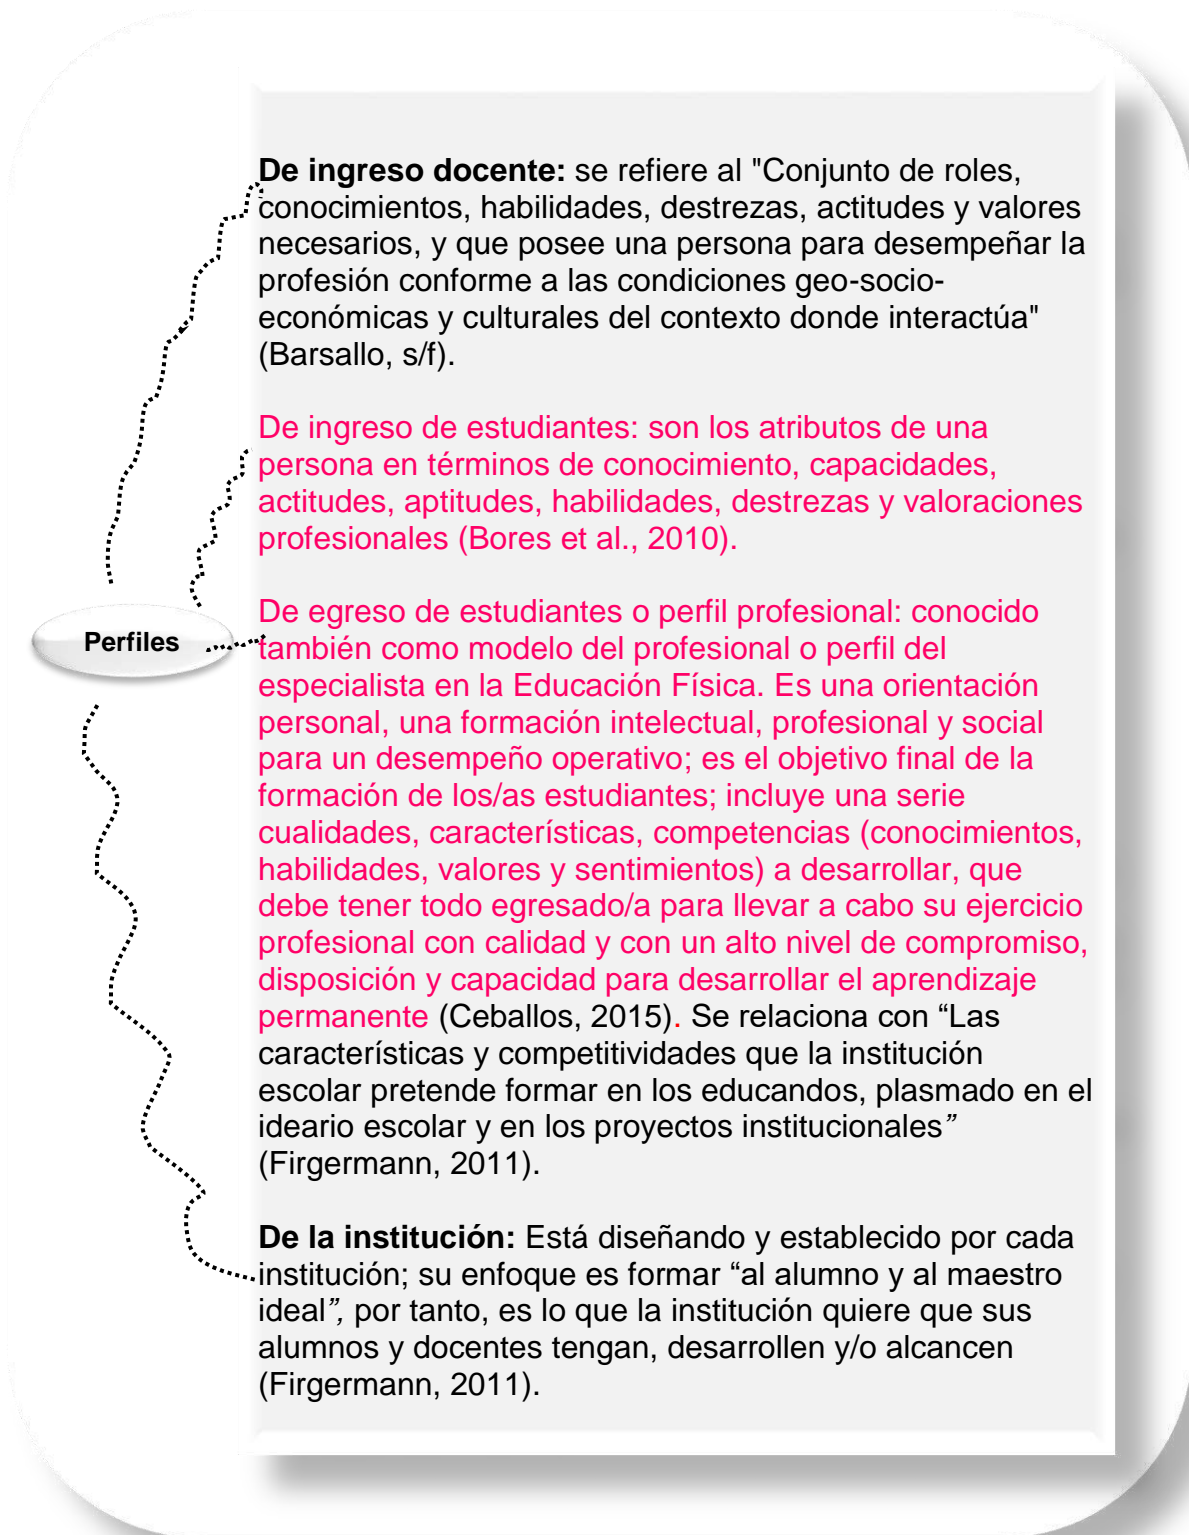 De ingreso docente: se refiere al "Conjunto de roles,
conocimientos, habilidades, destrezas, actitudes y valores
necesarios, y que posee una persona para desempeñar la
profesión conforme a las condiciones geo-socio-
económicas y culturales del contexto donde interactúa"
(Barsallo, s/f).
De ingreso de estudiantes: son los atributos de una
persona en términos de conocimiento, capacidades,
actitudes, aptitudes, habilidades, destrezas y valoraciones
profesionales (Bores et al., 2010).
Perfiles
De egreso de estudiantes o perfil profesional: conocido
también como modelo del profesional o perfil del
especialista en la Educación Física. Es una orientación
personal, una formación intelectual, profesional y social
para un desempeño operativo; es el objetivo final de la
formación de los/as estudiantes; incluye una serie
cualidades, características, competencias (conocimientos,
habilidades, valores y sentimientos) a desarrollar, que
debe tener todo egresado/a para llevar a cabo su ejercicio
profesional con calidad y con un alto nivel de compromiso,
disposición y capacidad para desarrollar el aprendizaje
permanente (Ceballos, 2015). Se relaciona con “Las
características y competitividades que la institución
escolar pretende formar en los educandos, plasmado en el
ideario escolar y en los proyectos institucionales”
(Firgermann, 2011).
De la institución: Está diseñando y establecido por cada
institución; su enfoque es formar “al alumno y al maestro
ideal”, por tanto, es lo que la institución quiere que sus
alumnos y docentes tengan, desarrollen y/o alcancen
(Firgermann, 2011).